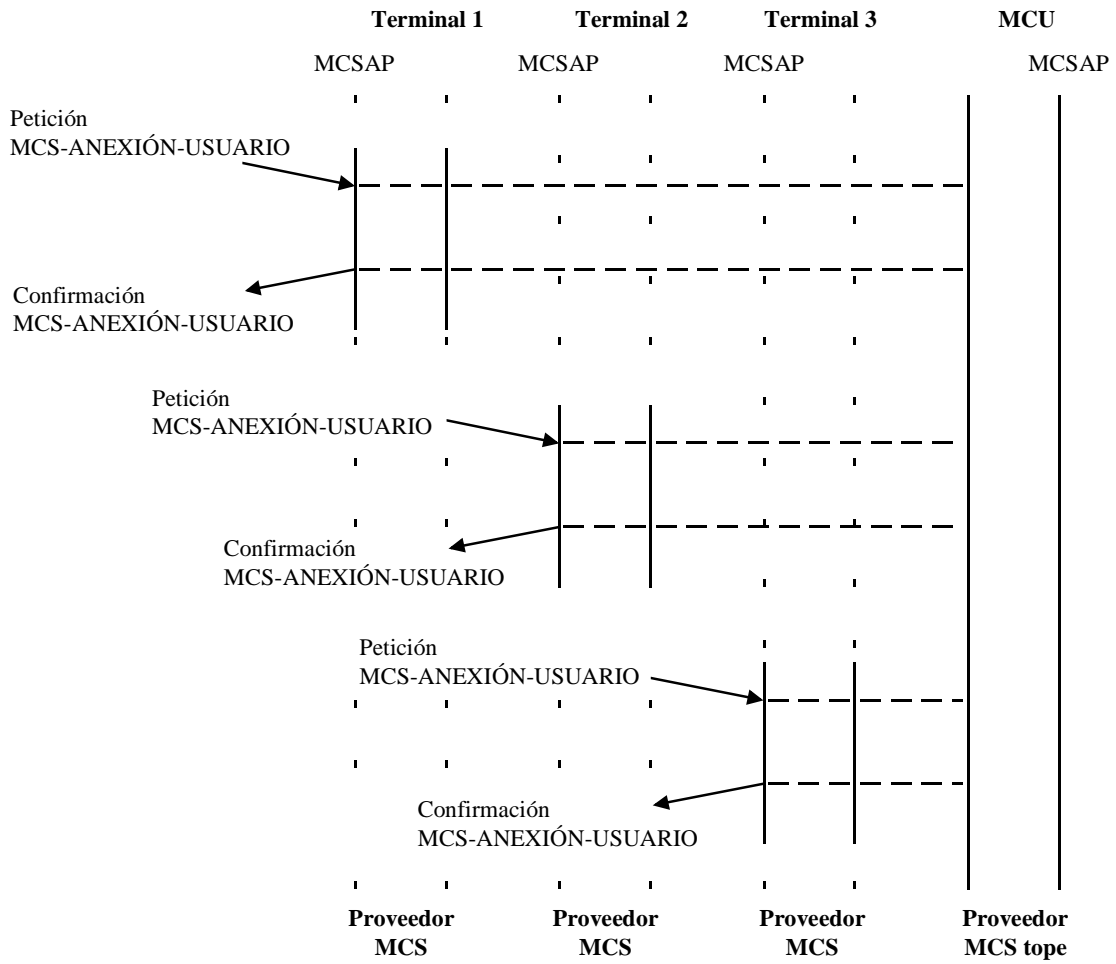 Terminal 1 Terminal 2 Terminal 3 MCU
MCSAP MCSAP MCSAP MCSAP
Petición
MCS-ANEXIÓN-USUARIO
Confirmación
MCS-ANEXIÓN-USUARIO
Petición
MCS-ANEXIÓN-USUARIO
Confirmación
MCS-ANEXIÓN-USUARIO
Petición
MCS-ANEXIÓN-USUARIO
Confirmación
MCS-ANEXIÓN-USUARIO
Proveedor Proveedor Proveedor Proveedor
MCS MCS MCS MCS tope